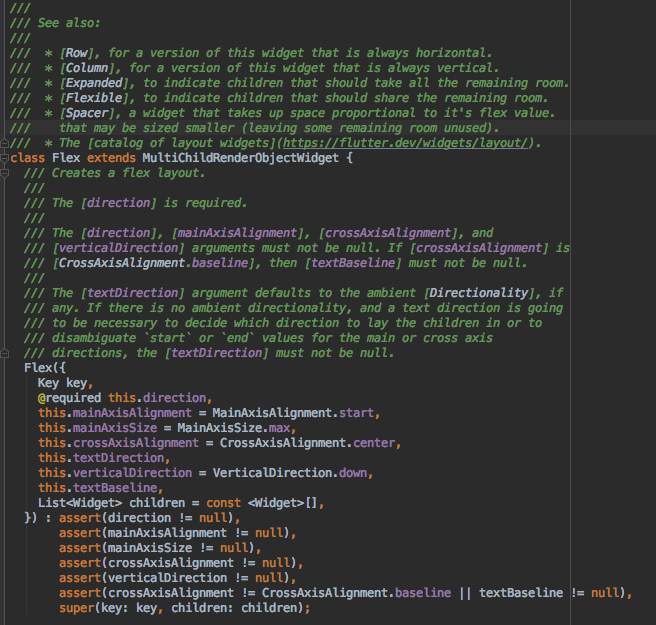 ///
/// See also:
///
///  * [Row], for a version of this widget that is always horizontal.
///  * [Column], for a version of this widget that is always vertical.
///  * [Expanded], to indicate children that should take all the remaining room.
///  * [Flexible], to indicate children that should share the remaining room.
///  * [Spacer], a widget that takes up space proportional to it's flex value.
///    that may be sized smaller (leaving some remaining room unused).
///  * The [catalog of layout widgets](https://flutter.dev/widgets/layout/).
class Flex extends MultiChildRenderObjectWidget {
  /// Creates a flex layout.
  ///
  /// The [direction] is required.
  ///
  /// The [direction], [mainAxisAlignment], [crossAxisAlignment], and
  /// [verticalDirection] arguments must not be null. If [crossAxisAlignment] is
  /// [CrossAxisAlignment.baseline], then [textBaseline] must not be null.
  ///
  /// The [textDirection] argument defaults to the ambient [Directionality], if
  /// any. If there is no ambient directionality, and a text direction is going
  /// to be necessary to decide which direction to lay the children in or to
  /// disambiguate `start` or `end` values for the main or cross axis
  /// directions, the [textDirection] must not be null.
  Flex({
    Key key,
    @required this.direction,
    this.mainAxisAlignment = MainAxisAlignment.start,
    this.mainAxisSize = MainAxisSize.max,
    this.crossAxisAlignment = CrossAxisAlignment.center,
    this.textDirection,
    this.verticalDirection = VerticalDirection.down,
    this.textBaseline,
    List<Widget> children = const <Widget>[],
  }) : assert(direction != null),
       assert(mainAxisAlignment != null),
       assert(mainAxisSize != null),
       assert(crossAxisAlignment != null),
       assert(verticalDirection != null),
       assert(crossAxisAlignment != CrossAxisAlignment.baseline || textBaseline != null),
       super(key: key, children: children);